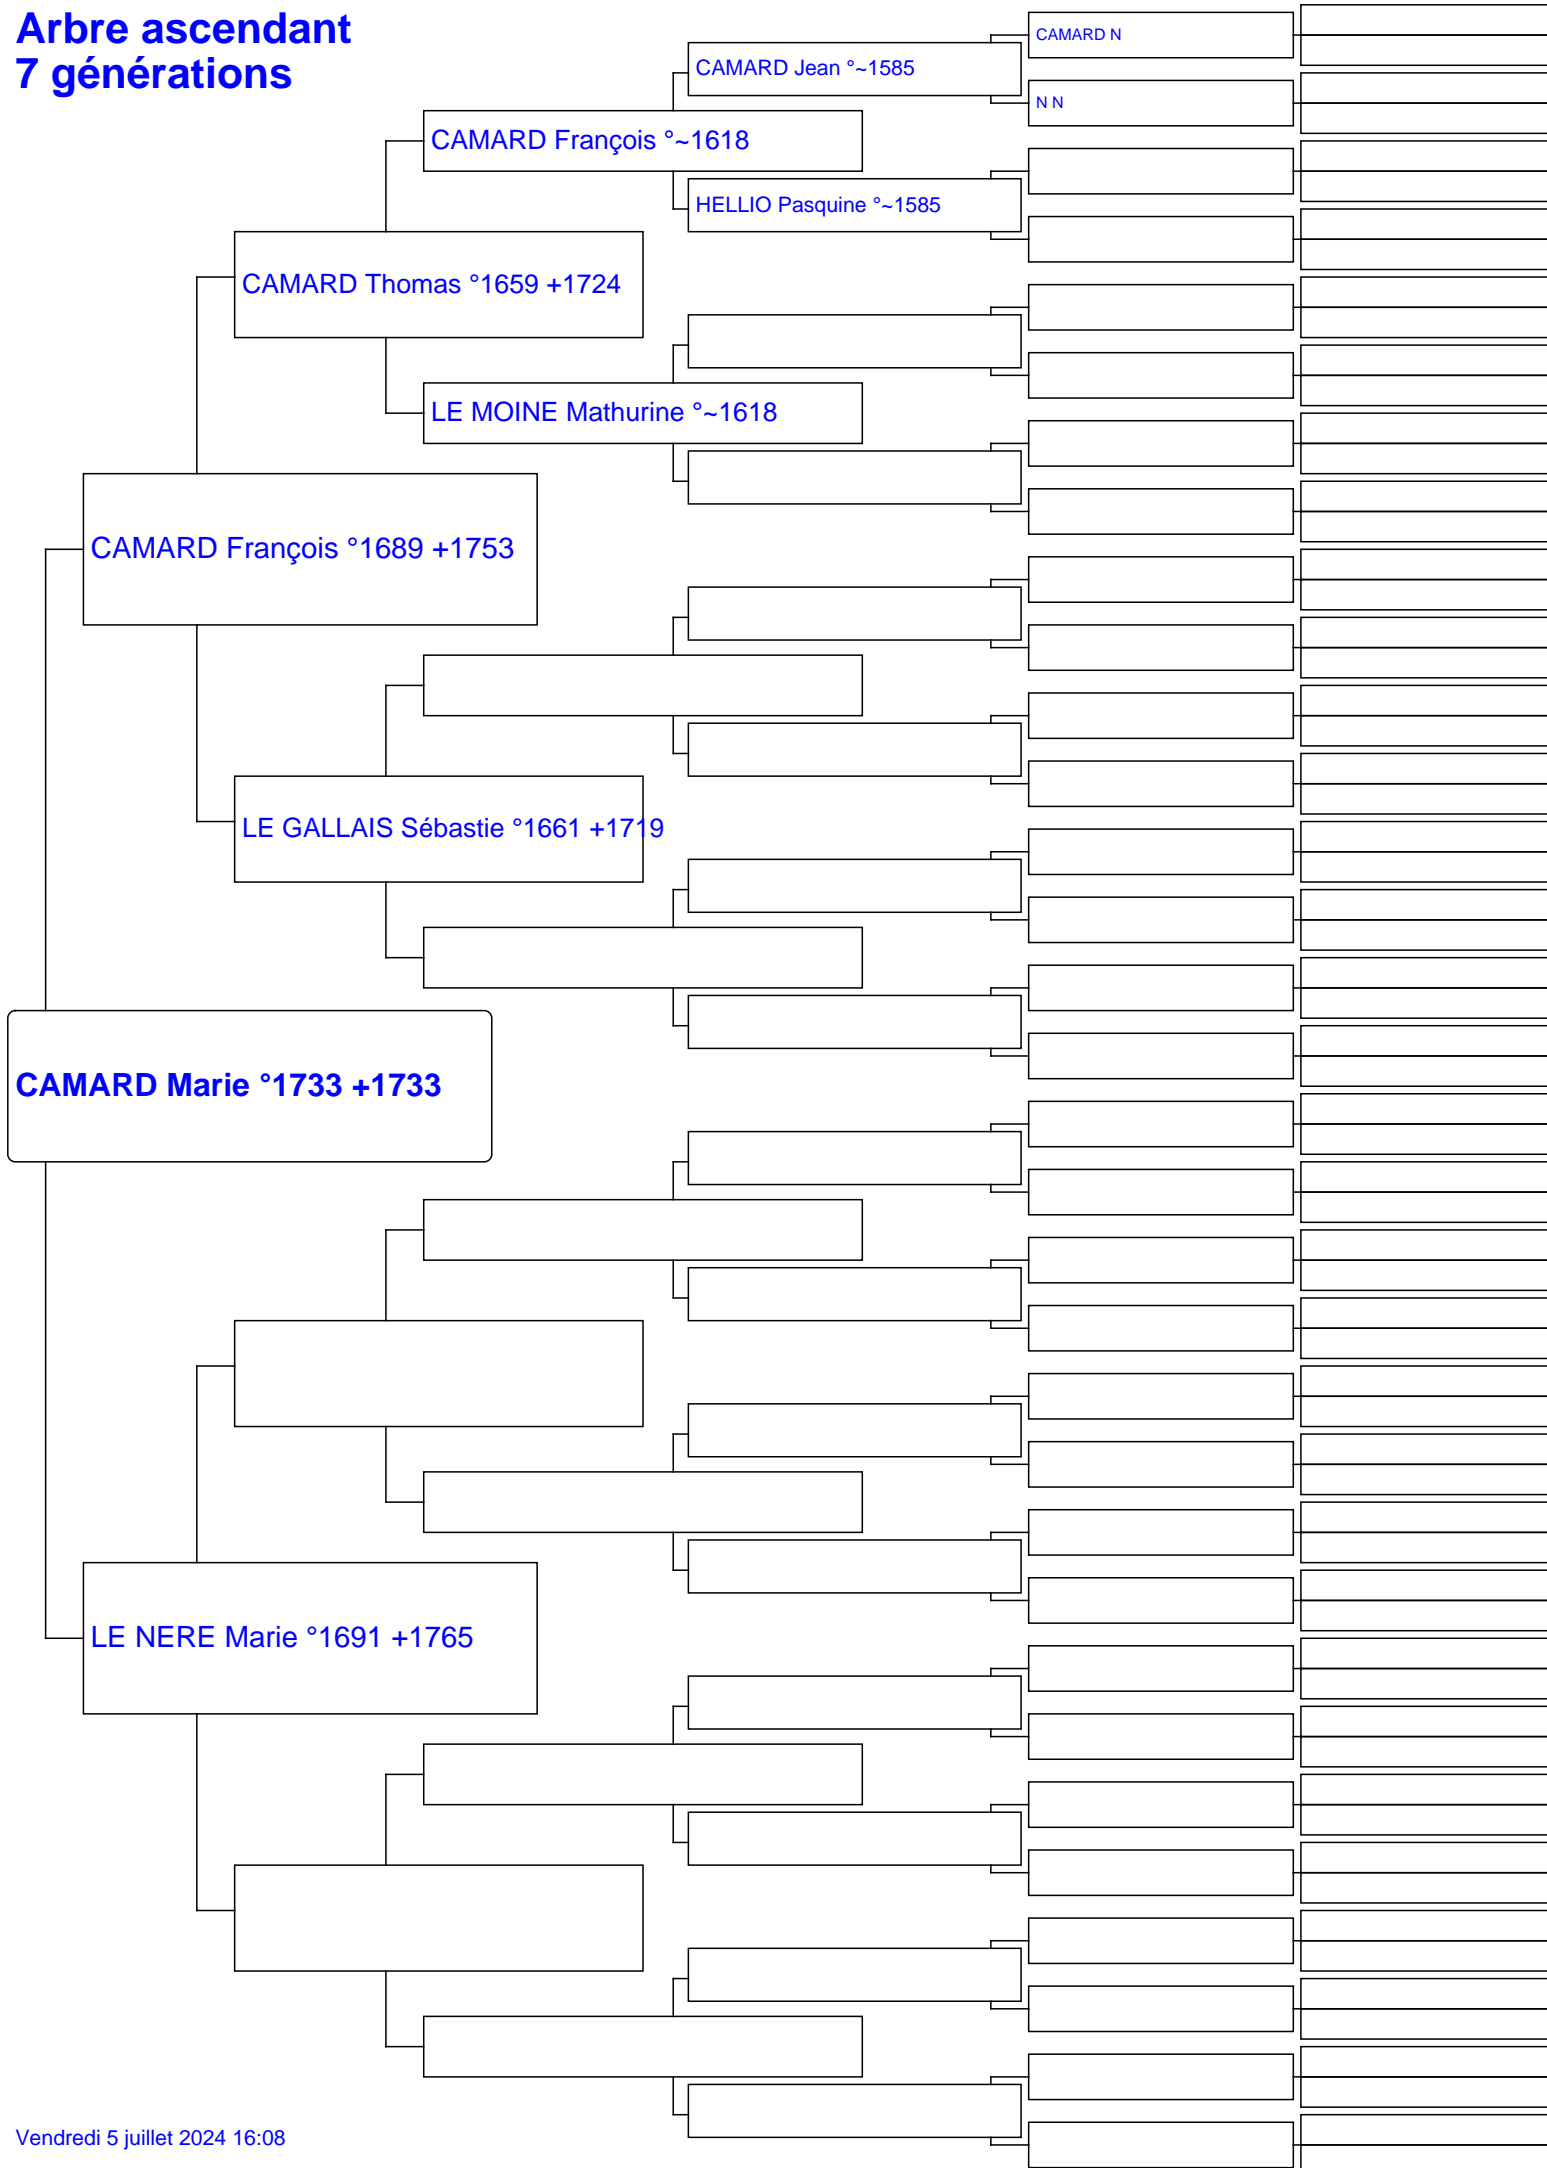 Arbre ascendant
7 générations
CAMARD N
CAMARD Jean °~1585
N N
CAMARD François °~1618
HELLIO Pasquine °~1585
CAMARD Thomas °1659 +1724
LE MOINE Mathurine °~1618
CAMARD François °1689 +1753
LE GALLAIS Sébastie °1661 +1719
CAMARD Marie °1733 +1733
LE NERE Marie °1691 +1765
Vendredi 5 juillet 2024 16:08